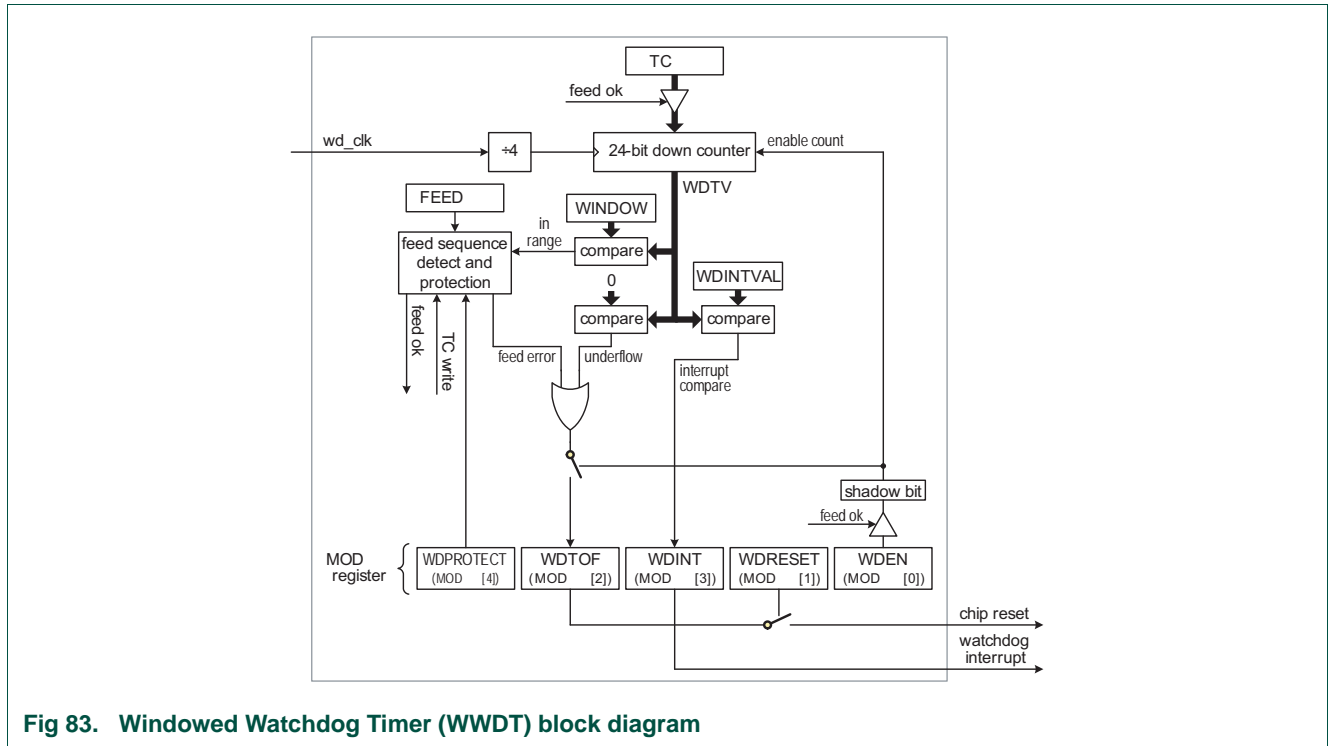 TC
feed ok
wd_clk
÷4
24-bit down counter
enable count
WDTV
FEED
WINDOW
in
range
feed sequence
detect and
protection
compare
WDINTVAL
0
compare
compare
feed ok
TC write
feed error
underflow
interrupt
compare
shadow bit
feed ok
MOD
register
WDPROTECT
(MOD [4])
WDTOF
(MOD [2])
WDINT
(MOD [3])
WDRESET
(MOD [1])
WDEN
(MOD [0])
chip reset
watchdog
interrupt
Fig 83. Windowed Watchdog Timer (WWDT) block diagram